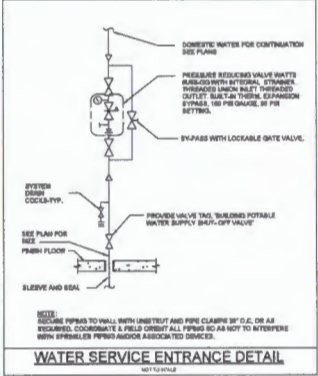 DOMESTIC WATER FOR CONTINUATION
SEE PLANS
PRESSURE REDUCING VALVE WATTS
WITH INTEGRAL STRAINER
THREADED UNION INLET THREADED
OUTLET. BUILT-IN THERM. EXPANSION
BYPASS, 160 PSI GAUGE, 80 PSI
SETTING.
BY-PASS WITH LOCKABLE GATE VALVE.
SYSTEM
DRAIN
COCKS-TYP.
PROVIDE VALVE TAG, "BUILDING POTABLE
WATER SUPPLY SHUT- OFF VALVE"
SEE PLAN FOR
SIZE
FINISH FLOOR
SLEEVE AND SEAL
NOTE:
SECURE PIPING TO WALL WITH UNISTRUT AND PIPE CLAMPS O.C. OR AS
REQUIRED, COORDINATE & FIELD ORIENT ALL PIPING SO AS NOT TO INTERFERE
WITH SPRINKLER PIPING AND/OR ASSOCIATED DEVICES.
WATER SERVICE ENTRANCE DETAIL
NOT TO SCALE